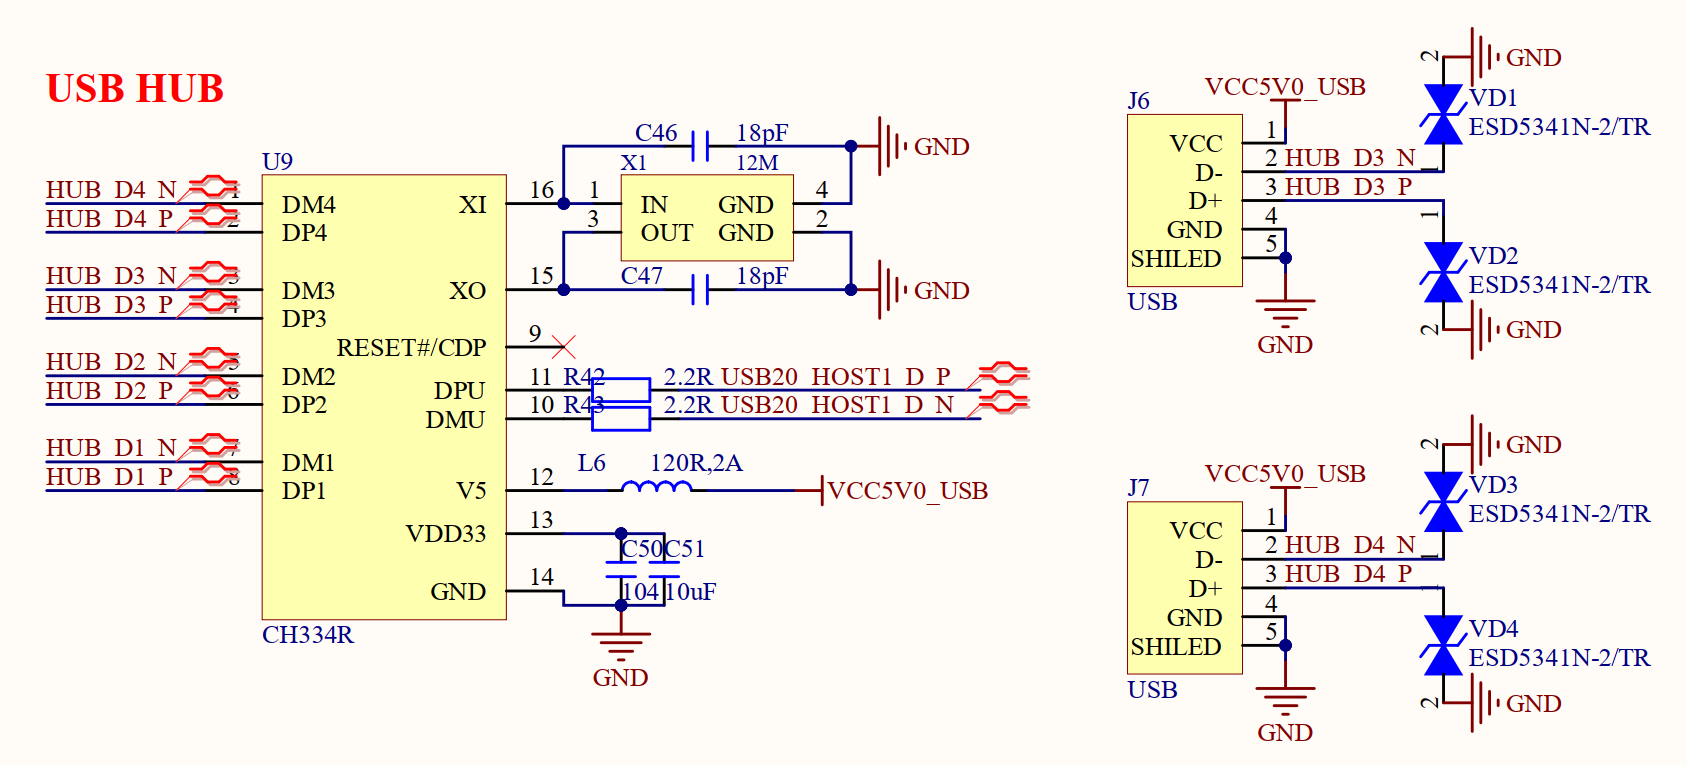 USB HUB
U9
HUB_D4_N 1 DM4
HUB_D4_P 2 DP4
HUB_D3_N 3 DM3
HUB_D3_P 4 DP3
HUB_D2_N 5 DM2
HUB_D2_P 6 DP2
HUB_D1_N 7 DM1
HUB_D1_P 8 DP1
XI 16
XO 15
RESET#/CDP 9
DPU 11 R42 2.2R USB20_HOST1_D_P
DMU 10 R43 2.2R USB20_HOST1_D_N
V5 12 L6 120R,2A VCC5V0_USB
VDD33 13
GND 14
CH334R
C46 18pF
X1 12M
1 IN GND 4
3 OUT GND 2
C47 18pF
GND
GND
C50 C51
104 10uF
GND
J6
VCC5V0_USB
VCC 1
D- 2 HUB_D3_N
D+ 3 HUB_D3_P
GND 4
SHILED 5
USB
GND
2 GND
VD1
ESD5341N-2/TR
1
1
VD2
ESD5341N-2/TR
2 GND
J7
VCC5V0_USB
VCC 1
D- 2 HUB_D4_N
D+ 3 HUB_D4_P
GND 4
SHILED 5
USB
GND
2 GND
VD3
ESD5341N-2/TR
1
1
VD4
ESD5341N-2/TR
2 GND